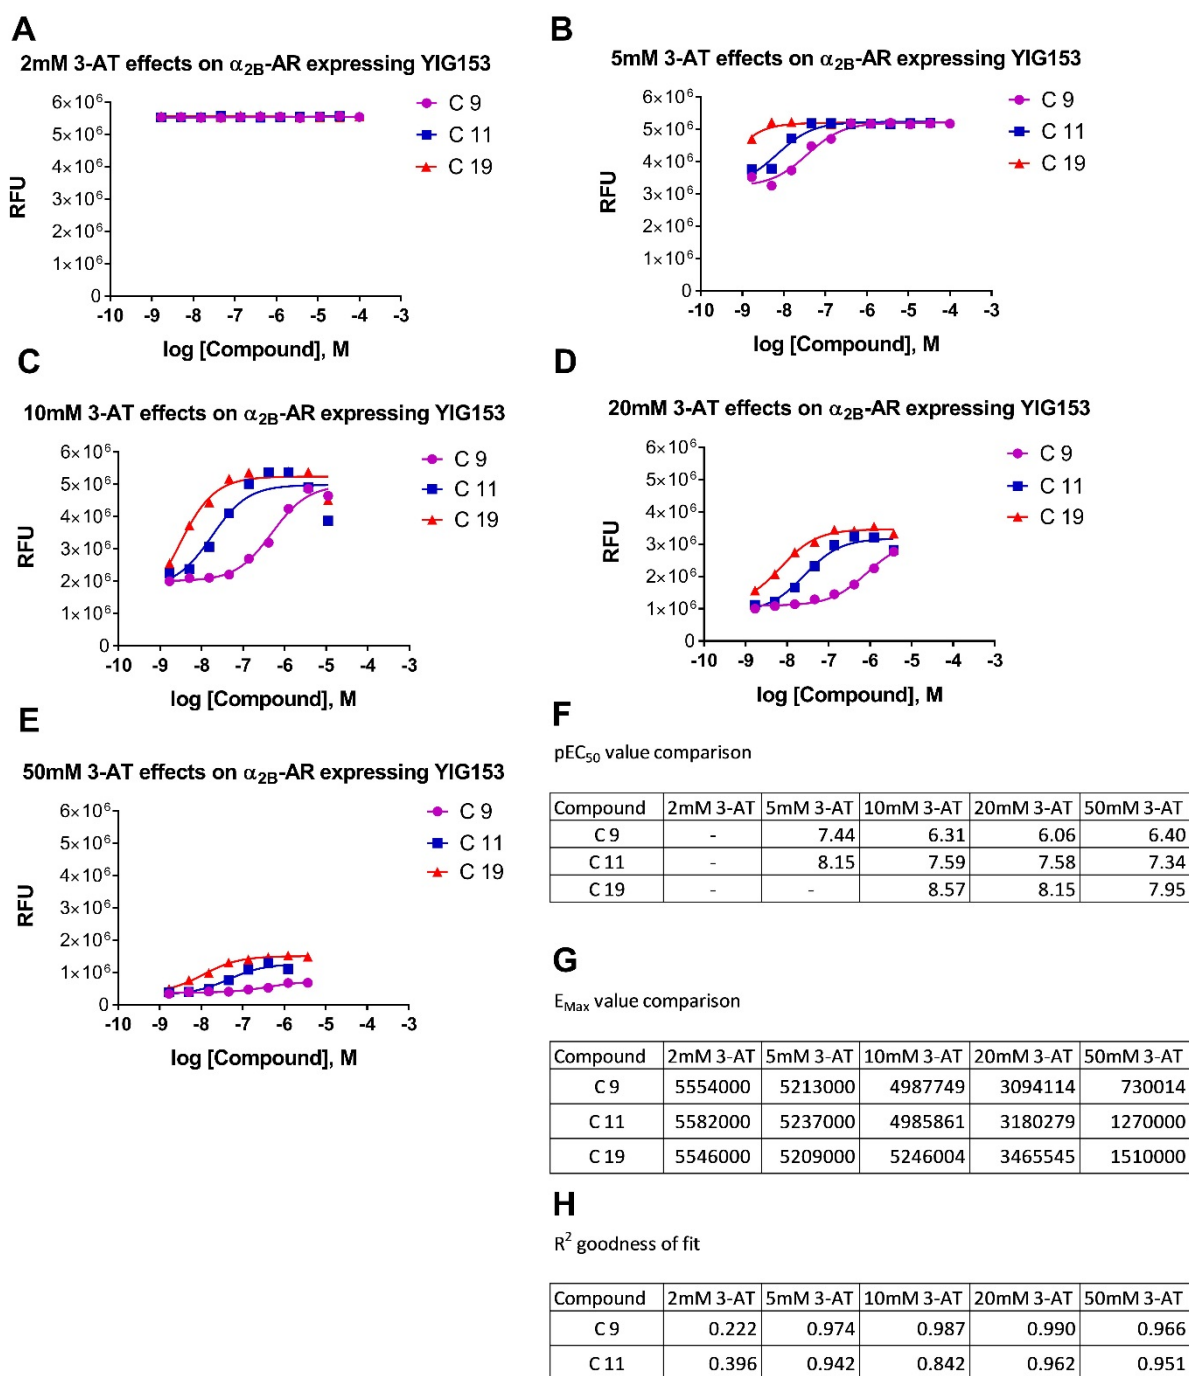 A
2mM 3-AT effects on α2B-AR expressing YIG153
6×10⁶
5×10⁶
4×10⁶
3×10⁶
2×10⁶
1×10⁶
0
RFU
-10 -9 -8 -7 -6 -5 -4 -3
log [Compound], M
C 9
C 11
C 19
B
5mM 3-AT effects on α2B-AR expressing YIG153
6×10⁶
5×10⁶
4×10⁶
3×10⁶
2×10⁶
1×10⁶
0
RFU
-10 -9 -8 -7 -6 -5 -4 -3
log [Compound], M
C 9
C 11
C 19
C
10mM 3-AT effects on α2B-AR expressing YIG153
6×10⁶
5×10⁶
4×10⁶
3×10⁶
2×10⁶
1×10⁶
0
RFU
-10 -9 -8 -7 -6 -5 -4 -3
log [Compound], M
C 9
C 11
C 19
D
20mM 3-AT effects on α2B-AR expressing YIG153
6×10⁶
5×10⁶
4×10⁶
3×10⁶
2×10⁶
1×10⁶
0
RFU
-10 -9 -8 -7 -6 -5 -4 -3
log [Compound], M
C 9
C 11
C 19
E
50mM 3-AT effects on α2B-AR expressing YIG153
6×10⁶
5×10⁶
4×10⁶
3×10⁶
2×10⁶
1×10⁶
0
RFU
-10 -9 -8 -7 -6 -5 -4 -3
log [Compound], M
C 9
C 11
C 19
F
pEC50 value comparison
Compound 2mM 3-AT 5mM 3-AT 10mM 3-AT 20mM 3-AT 50mM 3-AT
C 9 - 7.44 6.31 6.06 6.40
C 11 - 8.15 7.59 7.58 7.34
C 19 - - 8.57 8.15 7.95
G
EMax value comparison
Compound 2mM 3-AT 5mM 3-AT 10mM 3-AT 20mM 3-AT 50mM 3-AT
C 9 5554000 5213000 4987749 3094114 730014
C 11 5582000 5237000 4985861 3180279 1270000
C 19 5546000 5209000 5246004 3465545 1510000
H
R² goodness of fit
Compound 2mM 3-AT 5mM 3-AT 10mM 3-AT 20mM 3-AT 50mM 3-AT
C 9 0.222 0.974 0.987 0.990 0.966
C 11 0.396 0.942 0.842 0.962 0.951